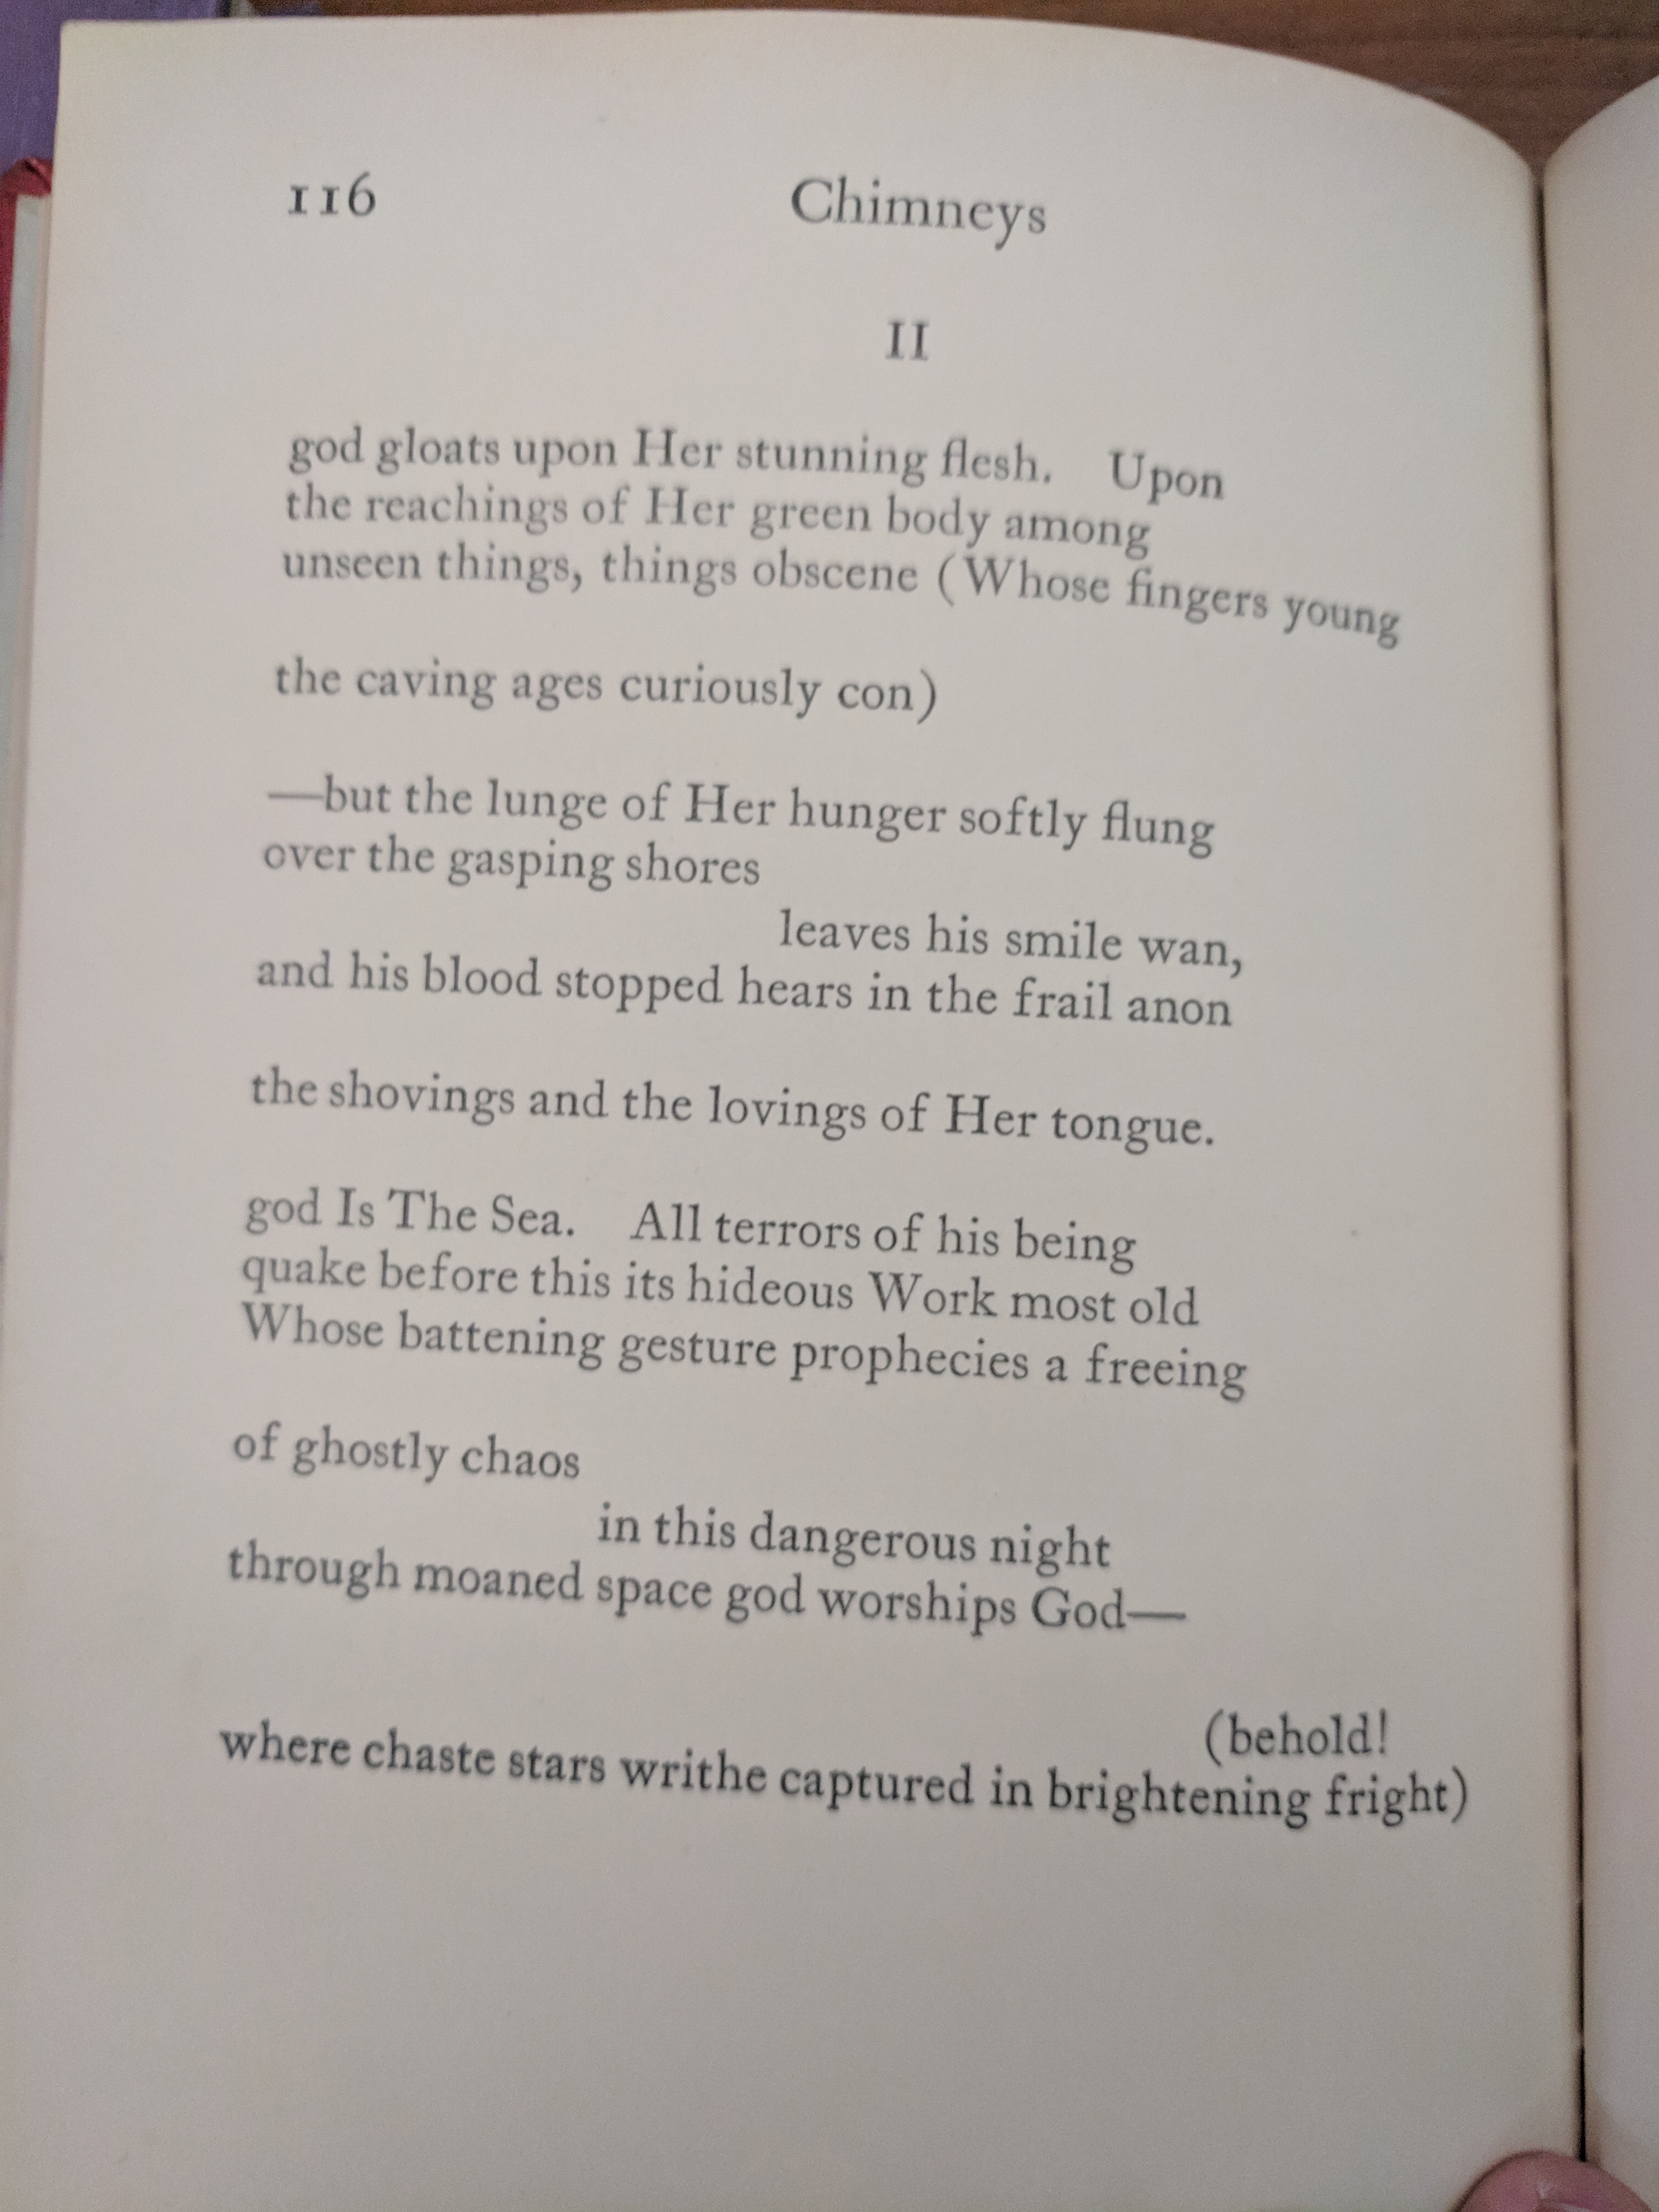 116 Chimneys
II
god gloats upon Her stunning flesh. Upon
the reachings of Her green body among
unseen things, things obscene (Whose fingers young
the caving ages curiously con)
—but the lunge of Her hunger softly flung
over the gasping shores
leaves his smile wan,
and his blood stopped hears in the frail anon
the shovings and the lovings of Her tongue.
god Is The Sea. All terrors of his being
quake before this its hideous Work most old
Whose battening gesture prophecies a freeing
of ghostly chaos
in this dangerous night
through moaned space god worships God—
(behold!
where chaste stars writhe captured in brightening fright)